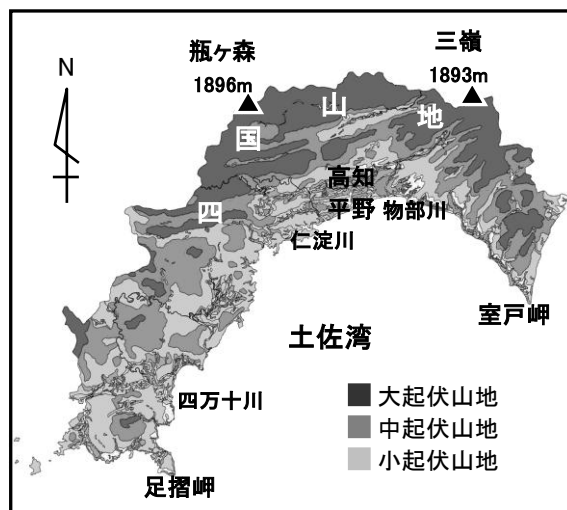 瓶ヶ森
1896m
三嶺
1893m
N
四国山地
高知
平野
物部川
仁淀川
室戸岬
土佐湾
四万十川
足摺岬
大起伏山地
中起伏山地
小起伏山地